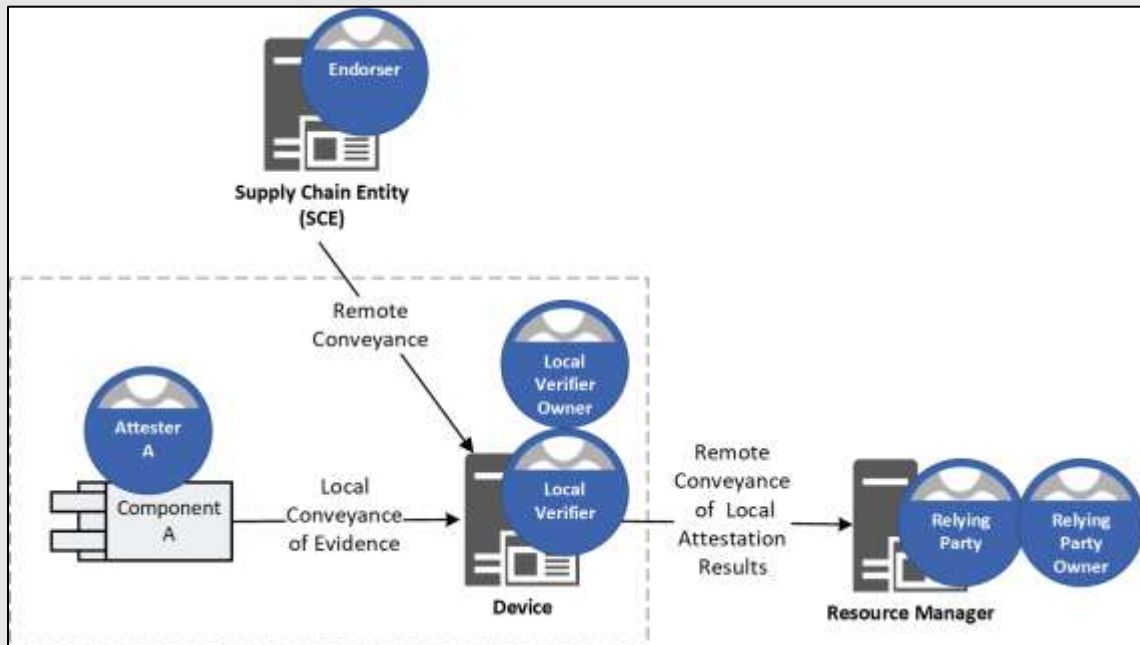 Endorser
Supply Chain Entity
(SCE)
Remote
Conveyance
Local
Verifier
Owner
Attester
A
Component
A
Local
Conveyance
of Evidence
Local
Verifier
Device
Remote
Conveyance
of Local
Attestation
Results
Relying
Party
Relying
Party
Owner
Resource Manager